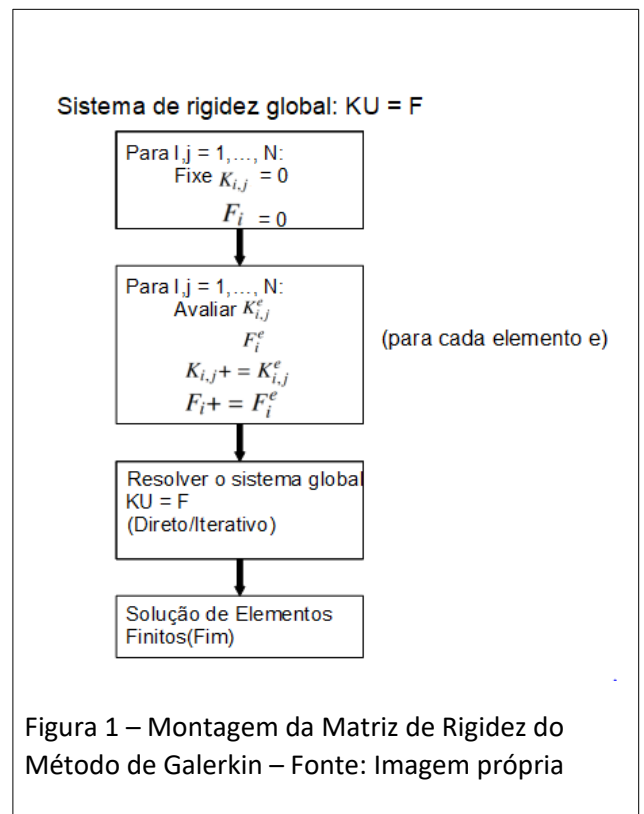 Sistema de rigidez global: KU = F
Para I,j = 1,..., N:
Fixe K_{i,j} = 0
F_i = 0
Para I,j = 1,..., N:
Avaliar K^e_{i,j}
F^e_i
(para cada elemento e)
K_{i,j}+ = K^e_{i,j}
F_i+ = F^e_i
Resolver o sistema global
KU = F
(Direto/Iterativo)
Solução de Elementos
Finitos(Fim)
Figura 1 – Montagem da Matriz de Rigidez do
Método de Galerkin – Fonte: Imagem própria